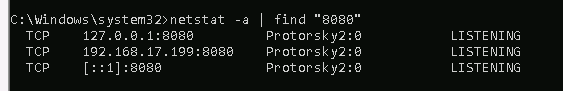 C:\Windows\system32>netstat -a | find "8080"
TCP 127.0.0.1:8080 Protorsky2:0 LISTENING
TCP 192.168.17.199:8080 Protorsky2:0 LISTENING
TCP [::1]:8080 Protorsky2:0 LISTENING